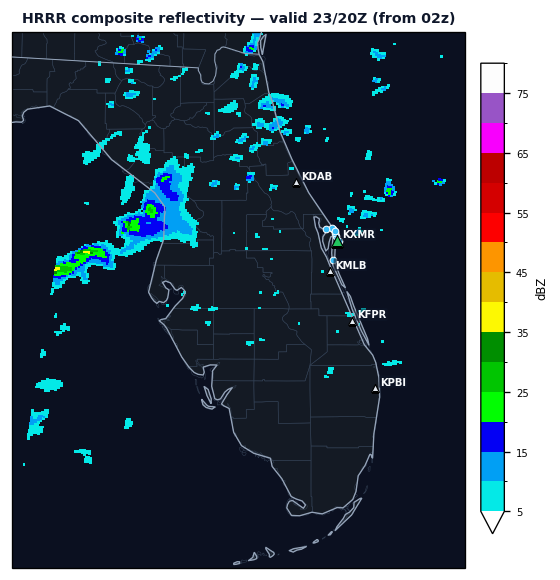 HRRR composite reflectivity — valid 23/20Z (from 02z)
75
65
55
45
35
25
15
5
dBZ
KDAB
KXMR
KMLB
KFPR
KPBI